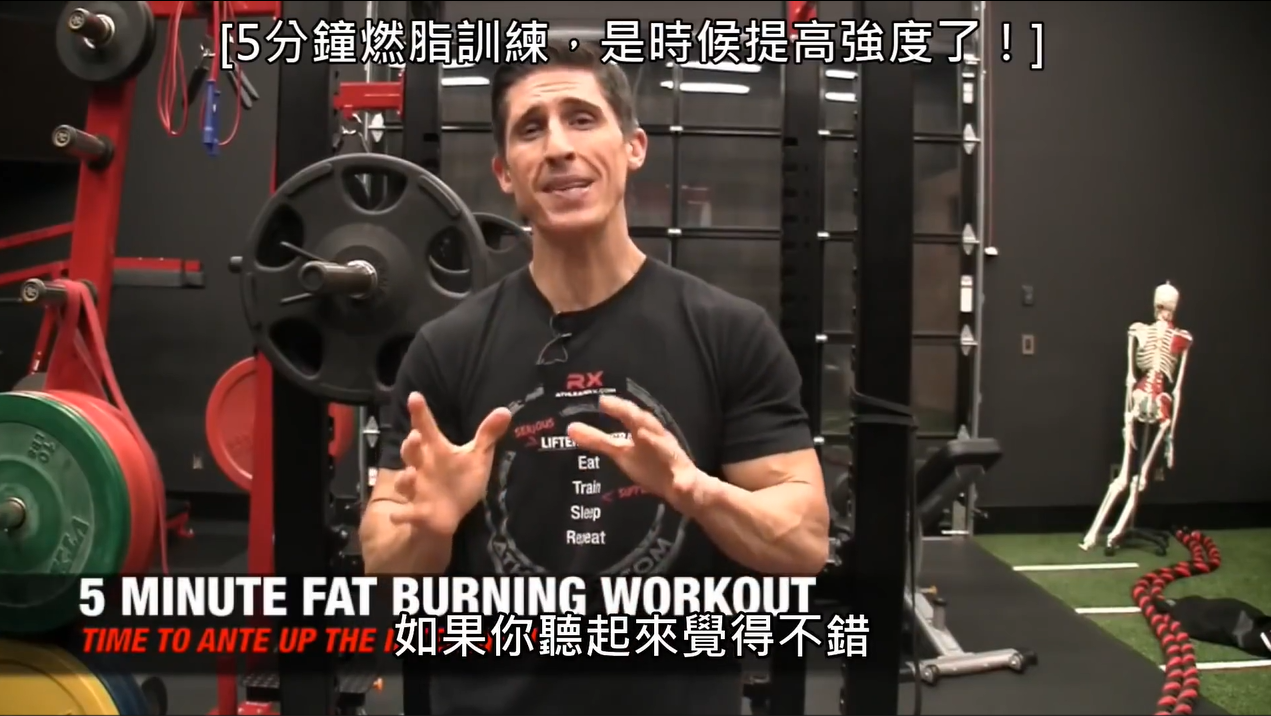 [5分鐘燃脂訓練，是時候提高強度了！]
RX
SERIOUS
Eat
Train
Sleep
Repeat
5 MINUTE FAT BURNING WORKOUT
TIME TO ANTE UP THE
如果你聽起來覺得不錯